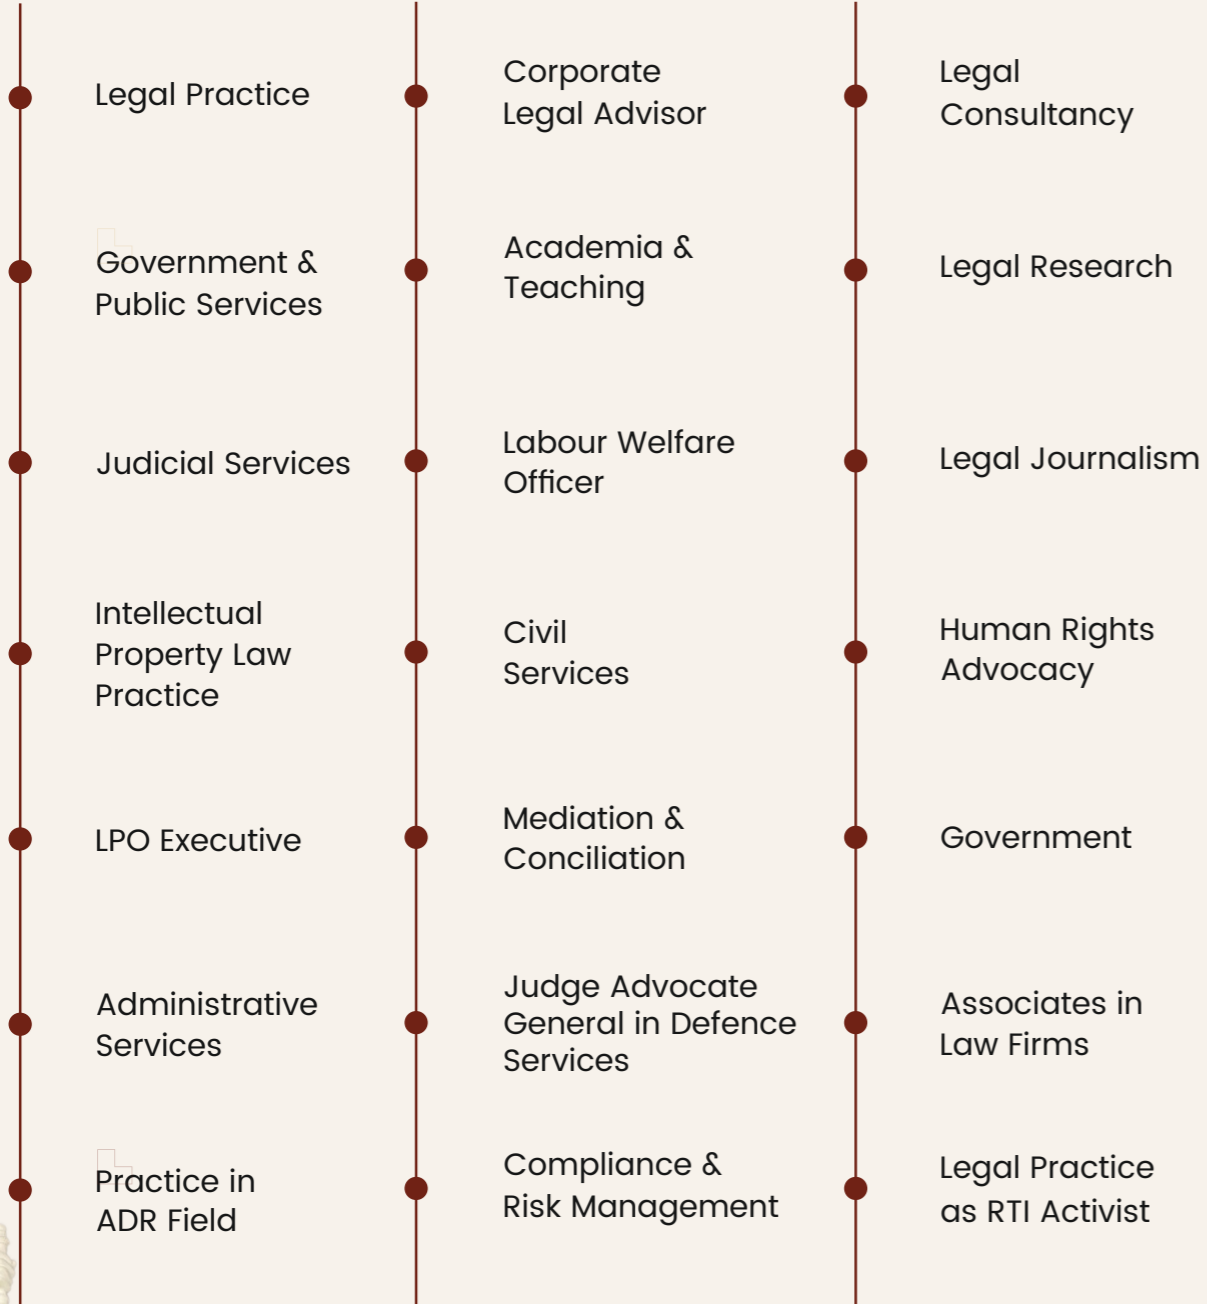 Legal Practice
Government &
Public Services
Judicial Services
Intellectual
Property Law
Practice
LPO Executive
Administrative
Services
Practice in
ADR Field
Corporate
Legal Advisor
Academia &
Teaching
Labour Welfare
Officer
Civil
Services
Mediation &
Conciliation
Judge Advocate
General in Defence
Services
Compliance &
Risk Management
Legal
Consultancy
Legal Research
Legal Journalism
Human Rights
Advocacy
Government
Associates in
Law Firms
Legal Practice
as RTI Activist